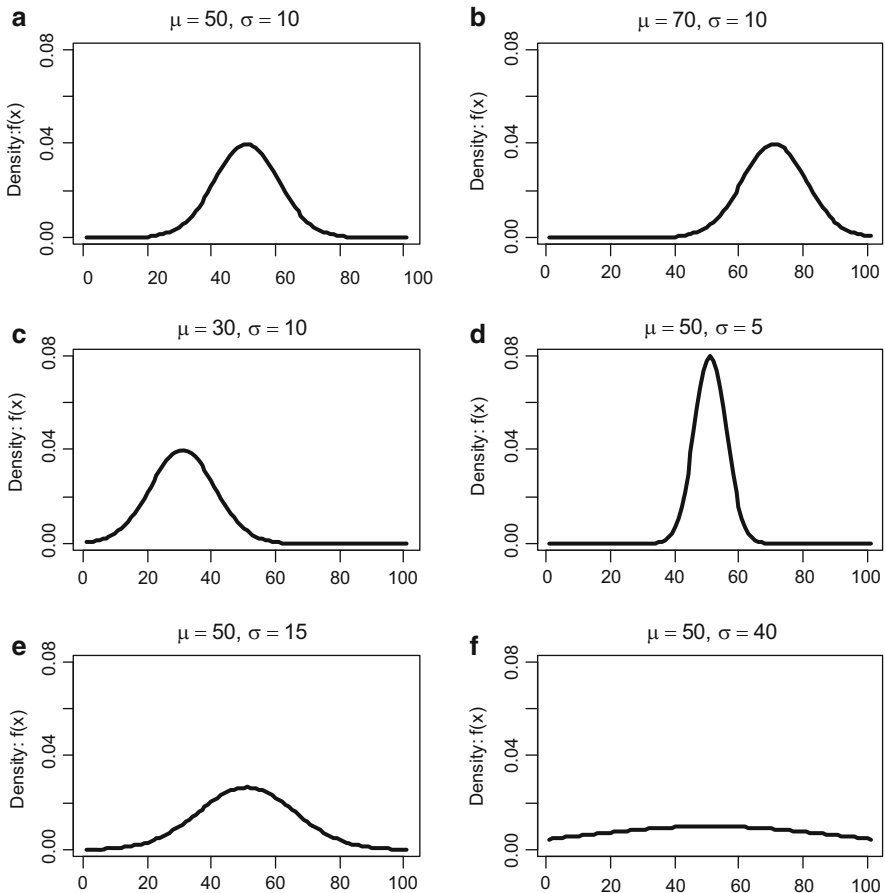 a
μ = 50, σ = 10
Density:f(x)
0.08
0.04
0.00
0 20 40 60 80 100
b
μ = 70, σ = 10
Density: f(x)
0.08
0.04
0.00
0 20 40 60 80 100
c
μ = 30, σ = 10
Density: f(x)
0.08
0.04
0.00
0 20 40 60 80 100
d
μ = 50, σ = 5
Density: f(x)
0.08
0.04
0.00
0 20 40 60 80 100
e
μ = 50, σ = 15
Density: f(x)
0.08
0.04
0.00
0 20 40 60 80 100
f
μ = 50, σ = 40
Density: f(x)
0.08
0.04
0.00
0 20 40 60 80 100